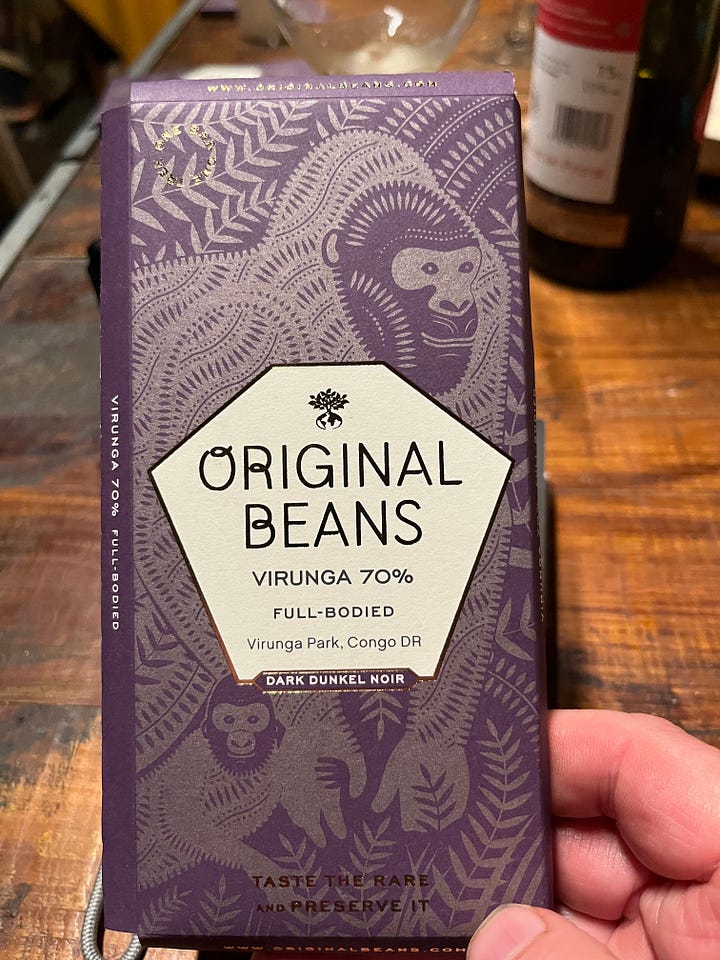 WWW.ORIGINALBEANS.COM
ORIGINAL
BEANS
VIRUNGA 70%
FULL-BODIED
Virunga Park, Congo DR
DARK DUNKEL NOIR
TASTE THE RARE
AND PRESERVE IT
WWW.ORIGINALBEANS.COM
VIRUNGA 70% FULL-BODIED